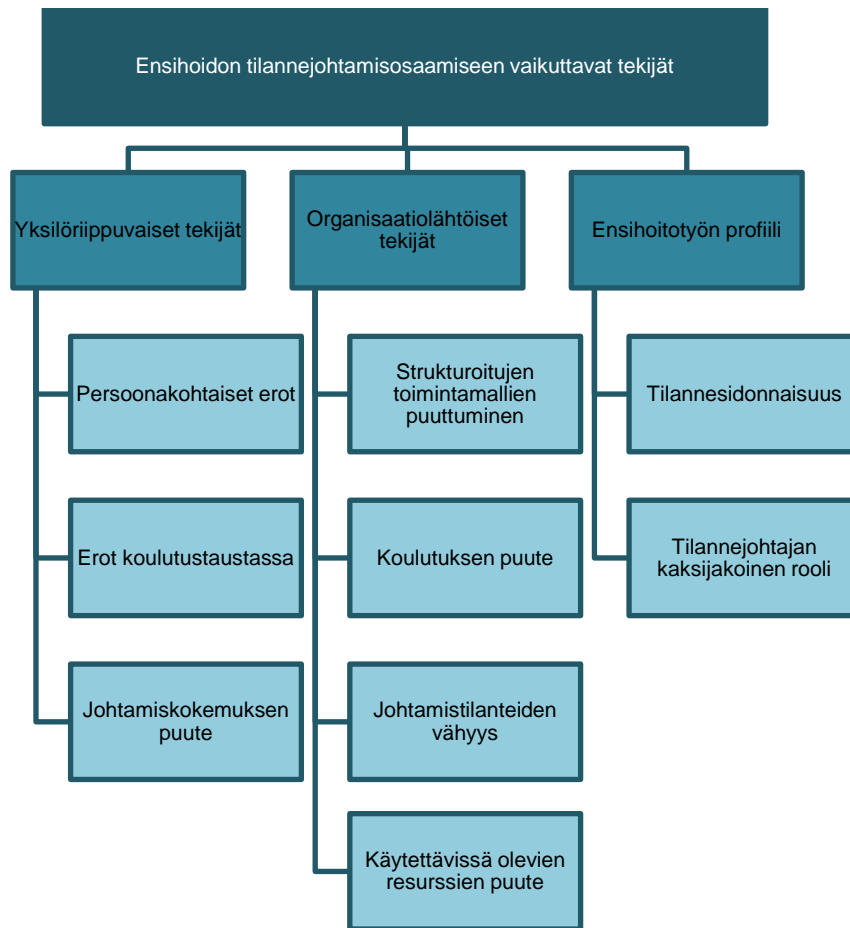 Ensihoidon tilannejohtamisosaamiseen vaikuttavat tekijät
Yksilöriippuvaiset tekijät
Persoonakohtaiset erot
Erot koulutustaustassa
Johtamiskokemuksen
puute
Organisaatiolähtöiset
tekijät
Strukturoitujen
toimintamallien
puuttuminen
Koulutuksen puute
Johtamistilanteiden
vähyys
Käytettävissä olevien
resurssien puute
Ensihoitotyön profiili
Tilannesidonnaisuus
Tilannejohtajan
kaksijakoinen rooli